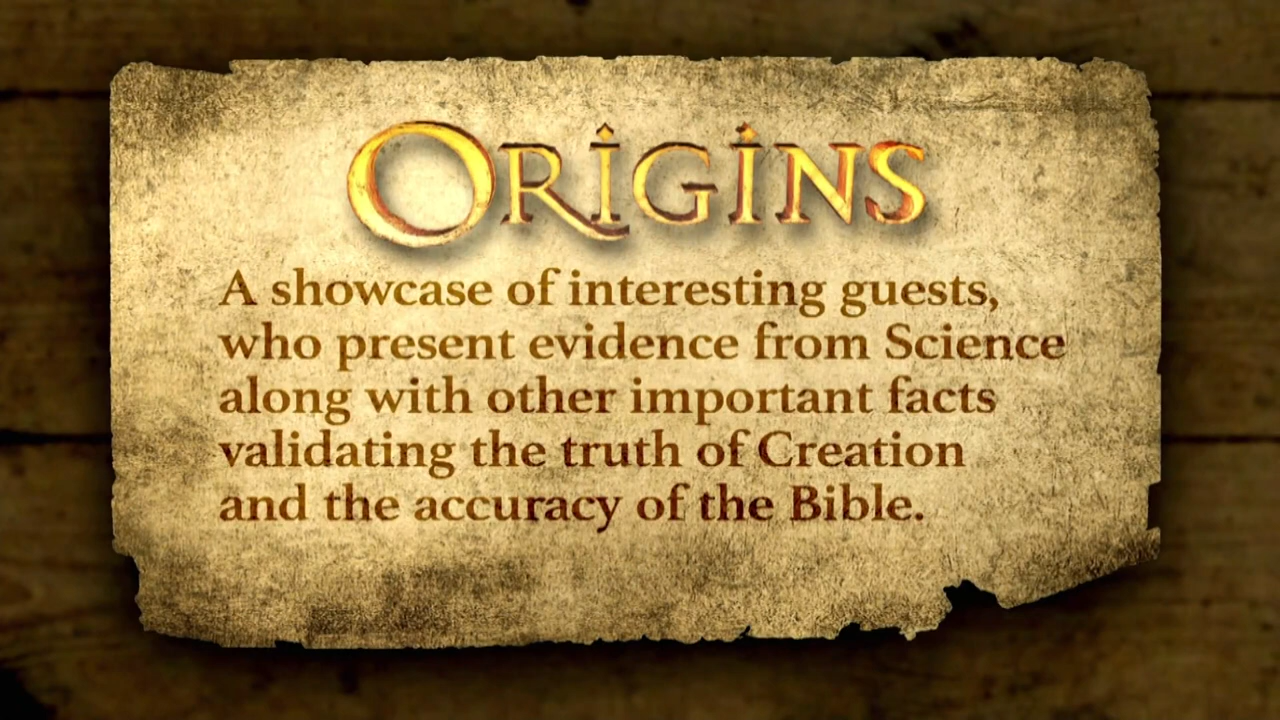 Origins
A showcase of interesting guests,
who present evidence from Science
along with other important facts
validating the truth of Creation
and the accuracy of the Bible.